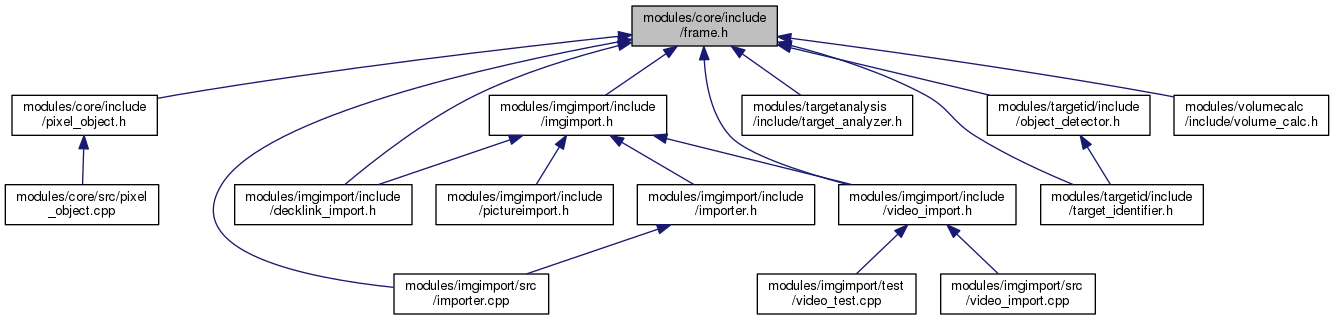 modules/core/include
/frame.h
modules/core/include
/pixel_object.h
modules/imgimport/include
/imgimport.h
modules/targetanalysis
/include/target_analyzer.h
modules/targetid/include
/object_detector.h
modules/volumecalc
/include/volume_calc.h
modules/core/src/pixel
_object.cpp
modules/imgimport/include
/decklink_import.h
modules/imgimport/include
/pictureimport.h
modules/imgimport/include
/importer.h
modules/imgimport/include
/video_import.h
modules/targetid/include
/target_identifier.h
modules/imgimport/src
/importer.cpp
modules/imgimport/test
/video_test.cpp
modules/imgimport/src
/video_import.cpp